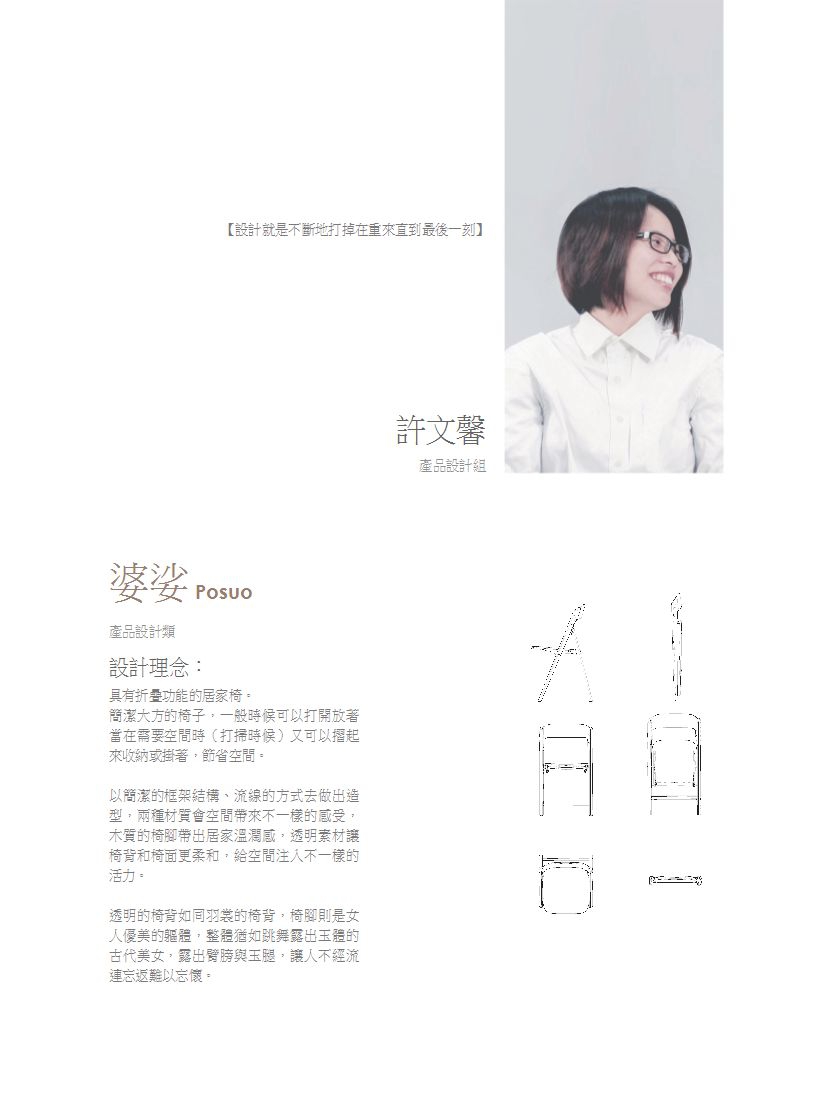 【設計就是不斷地打掉在重來直到最後一刻】
許文馨
產品設計組
婆娑 Posuo
產品設計類
設計理念：
具有折疊功能的居家椅。
簡潔大方的椅子，一般時候可以打開放著
當在需要空間時（打掃時候）又可以摺起
來收納或掛著，節省空間。
以簡潔的框架結構、流線的方式去做出造
型，兩種材質會空間帶來不一樣的感受，
木質的椅腳帶出居家溫潤感，透明素材讓
椅背和椅面更柔和，給空間注入不一樣的
活力。
透明的椅背如同羽裳的椅背，椅腳則是女
人優美的軀體，整體猶如跳舞露出玉體的
古代美女，露出臂膀與玉腿，讓人不經流
連忘返難以忘懷。